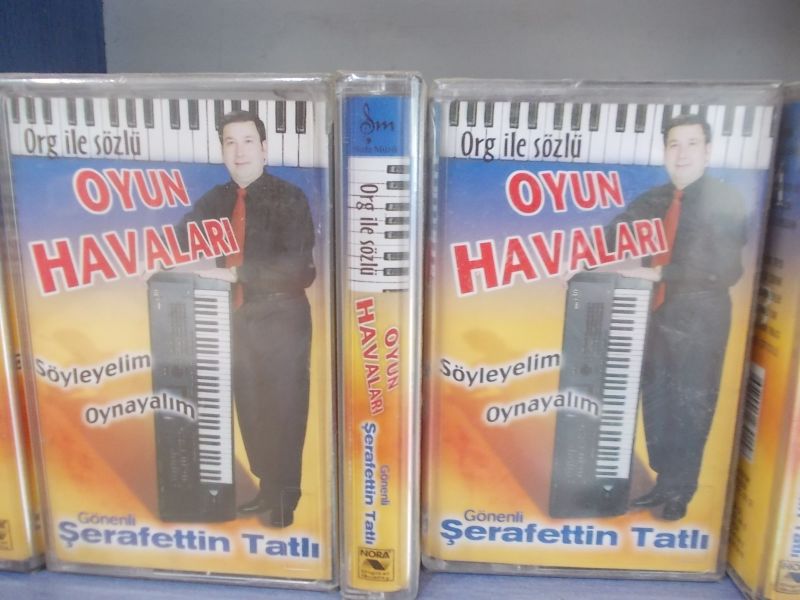 Org ile sözlü
OYUN
HAVALARI
Söyleyelim
Oynayalım
Gönenli
Şerafettin Tatlı
Org ile sözlü
OYUN
HAVALARI
Gönenli
Şerafettin Tatlı
NORA
Org ile sözlü
OYUN
HAVALARI
Söyleyelim
Oynayalım
Gönenli
Şerafettin Tatlı